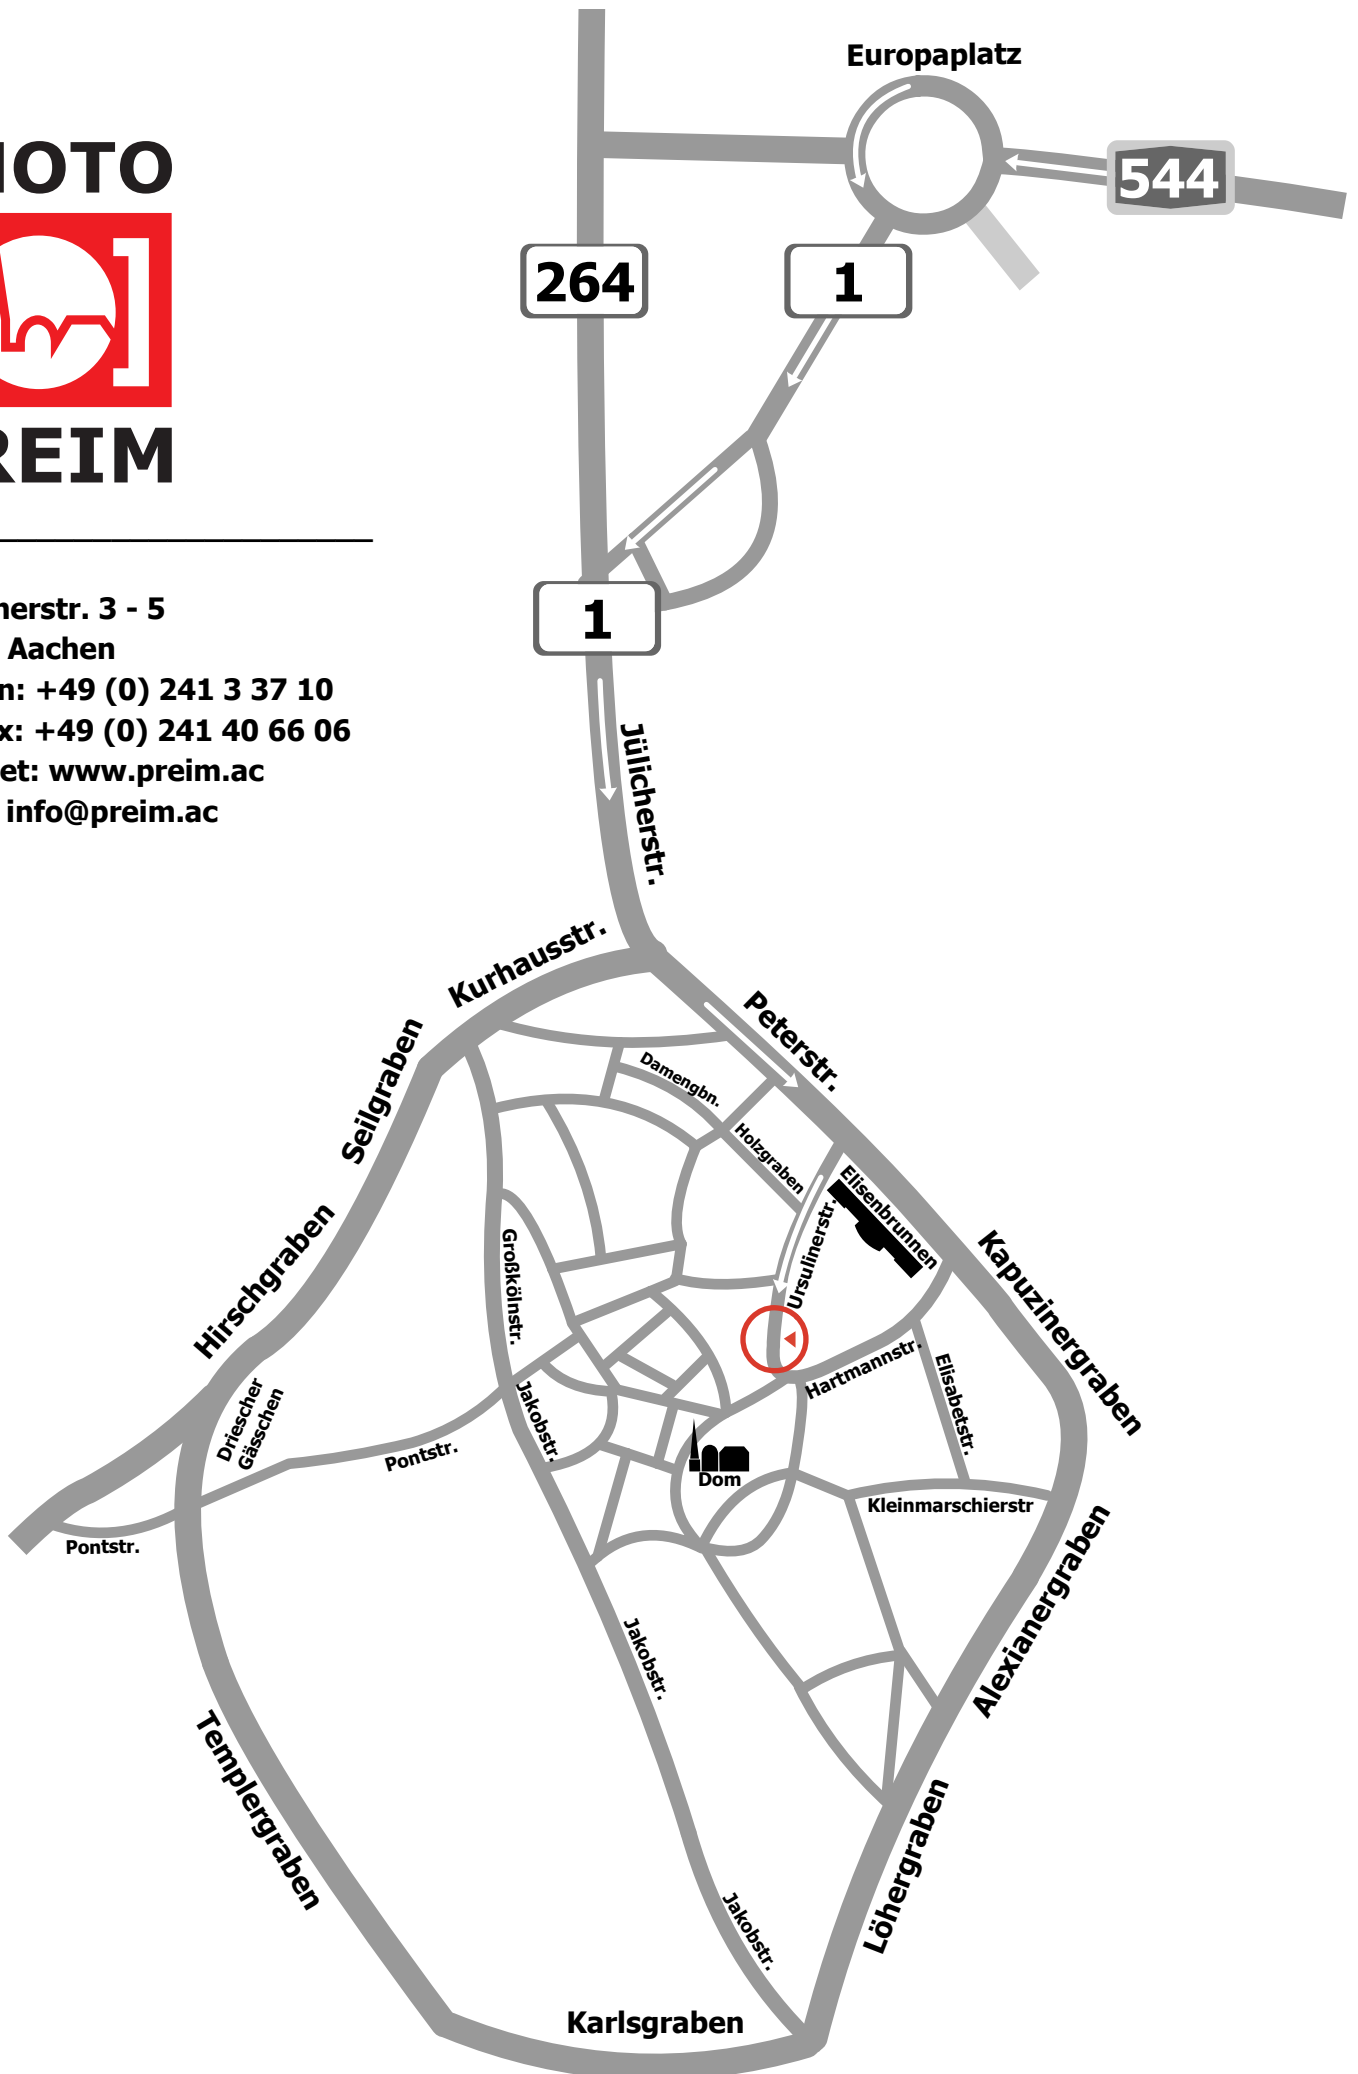 Europaplatz
544
HOTO
264
1
REIM
1
nerstr. 3 - 5
Aachen
n: +49 (0) 241 3 37 10
x: +49 (0) 241 40 66 06
et: www.preim.ac
info@preim.ac
Jülicherstr.
Kurhausstr.
Peterstr.
Seilgraben
Damengbn.
Holzgraben
Elisenbrunnen
Ursulinerstr.
Hirschgraben
Großkölnstr.
Kapuzinergraben
Hartmannstr.
Elisabetstr.
Driescher
Gässchen
Jakobstr.
Pontstr.
Dom
Kleinmarschierstr
Pontstr.
Alexianergraben
Jakobstr.
Templergraben
Löhergraben
Jakobstr.
Karlsgraben